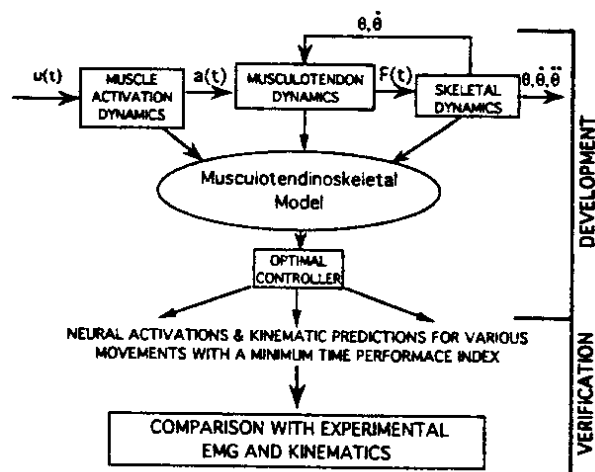 θ, θ̇
u(t)
MUSCLE
ACTIVATION
DYNAMICS
a(t)
MUSCULOTENDON
DYNAMICS
F(t)
SKELETAL
DYNAMICS
θ, θ̇, θ̈
Musculotendinoskeletal
Model
OPTIMAL
CONTROLLER
DEVELOPMENT
NEURAL ACTIVATIONS & KINEMATIC PREDICTIONS FOR VARIOUS
MOVEMENTS WITH A MINIMUM TIME PERFORMACE INDEX
COMPARISON WITH EXPERIMENTAL
EMG AND KINEMATICS
VERIFICATION